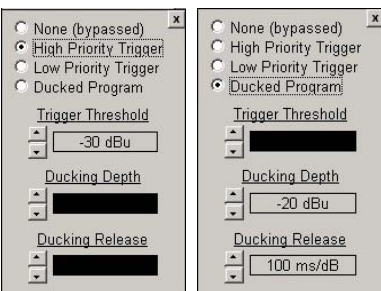 x
None (bypassed)
High Priority Trigger
Low Priority Trigger
Ducked Program
Trigger Threshold
-30 dBu
Ducking Depth
Ducking Release
x
None (bypassed)
High Priority Trigger
Low Priority Trigger
Ducked Program
Trigger Threshold
Ducking Depth
-20 dBu
Ducking Release
100 ms/dB